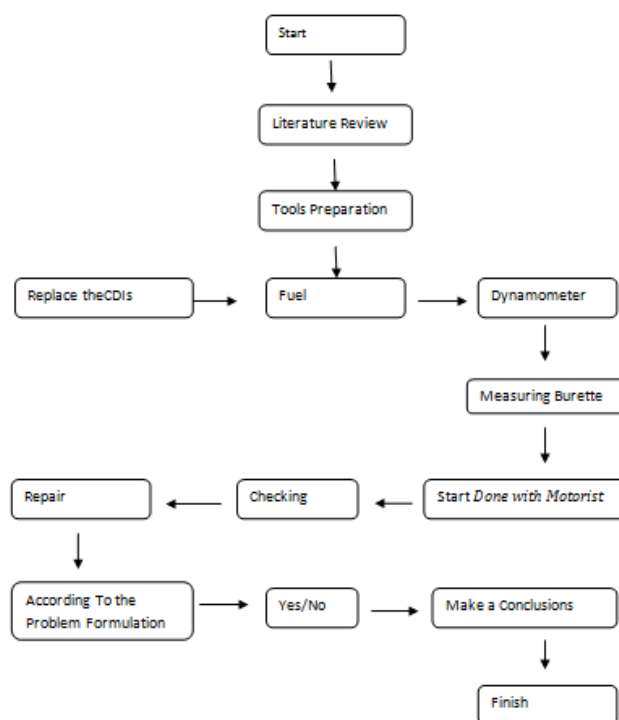 Start
Literature Review
Tools Preparation
Replace theCDIs
Fuel
Dynamometer
Measuring Burette
Repair
Checking
Start Done with Motorist
According To the
Problem Formulation
Yes/No
Make a Conclusions
Finish